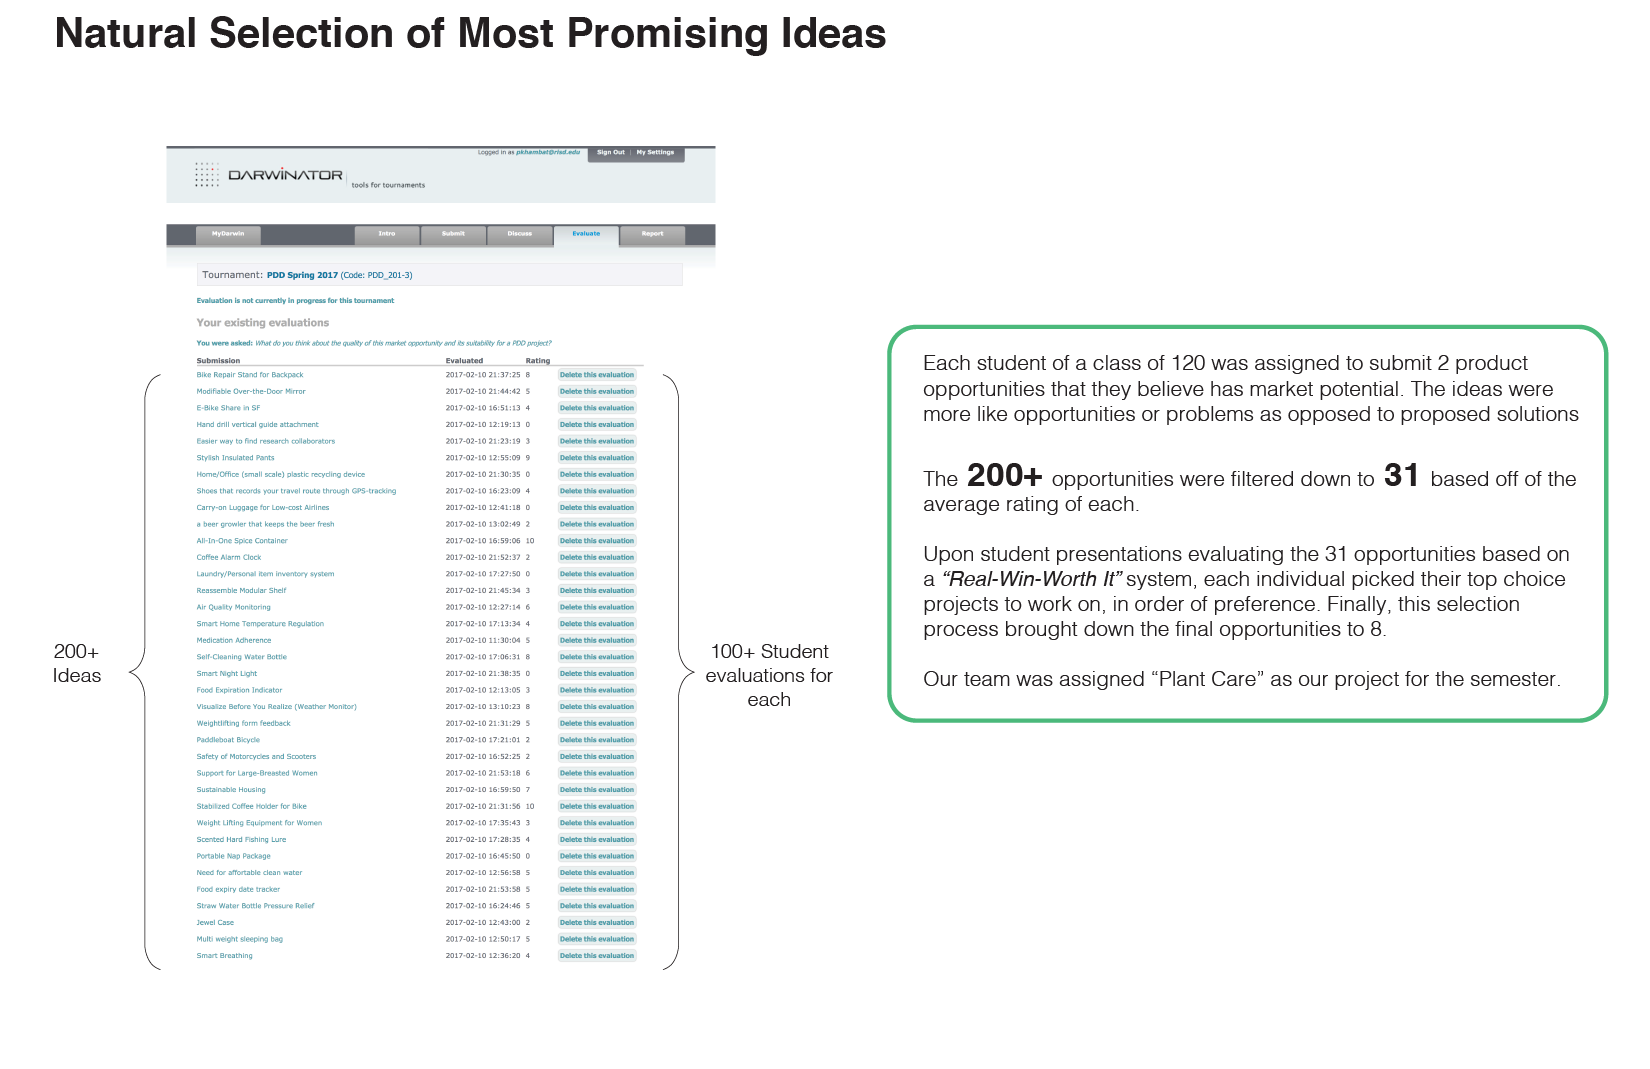 Natural Selection of Most Promising Ideas
Logged in as pkhambat@risd.edu Sign Out | My Settings
DARWINATOR tools for tournaments
MyDarwin Intro Submit Discuss Evaluate Report
Tournament: PDD Spring 2017 (Code: PDD_201-3)
Evaluation is not currently in progress for this tournament
Your existing evaluations
You were asked: What do you think about the quality of this market opportunity and its suitability for a PDD project?
Submission Evaluated Rating
Bike Repair Stand for Backpack 2017-02-10 21:37:25 8 Delete this evaluation
Modifiable Over-the-Door Mirror 2017-02-10 21:44:42 5 Delete this evaluation
E-Bike Share in SF 2017-02-10 16:51:13 4 Delete this evaluation
Hand drill vertical guide attachment 2017-02-10 12:19:13 0 Delete this evaluation
Easier way to find research collaborators 2017-02-10 21:23:19 3 Delete this evaluation
Stylish Insulated Pants 2017-02-10 12:55:09 9 Delete this evaluation
Home/Office (small scale) plastic recycling device 2017-02-10 21:30:35 0 Delete this evaluation
Shoes that records your travel route through GPS-tracking 2017-02-10 16:23:09 4 Delete this evaluation
Carry-on Luggage for Low-cost Airlines 2017-02-10 12:41:18 0 Delete this evaluation
a beer growler that keeps the beer fresh 2017-02-10 13:02:49 2 Delete this evaluation
All-In-One Spice Container 2017-02-10 16:59:06 10 Delete this evaluation
Coffee Alarm Clock 2017-02-10 21:52:37 2 Delete this evaluation
Laundry/Personal item inventory system 2017-02-10 17:27:50 0 Delete this evaluation
Reassemble Modular Shelf 2017-02-10 21:45:34 3 Delete this evaluation
Air Quality Monitoring 2017-02-10 12:27:14 6 Delete this evaluation
Smart Home Temperature Regulation 2017-02-10 17:13:34 4 Delete this evaluation
Medication Adherence 2017-02-10 11:30:04 5 Delete this evaluation
Self-Cleaning Water Bottle 2017-02-10 17:06:31 8 Delete this evaluation
Smart Night Light 2017-02-10 21:38:35 0 Delete this evaluation
Food Expiration Indicator 2017-02-10 12:13:05 3 Delete this evaluation
Visualize Before You Realize (Weather Monitor) 2017-02-10 13:10:23 8 Delete this evaluation
Weightlifting form feedback 2017-02-10 21:31:29 5 Delete this evaluation
Paddleboat Bicycle 2017-02-10 17:21:01 2 Delete this evaluation
Safety of Motorcycles and Scooters 2017-02-10 16:52:25 2 Delete this evaluation
Support for Large-Breasted Women 2017-02-10 21:53:18 6 Delete this evaluation
Sustainable Housing 2017-02-10 16:59:50 7 Delete this evaluation
Stabilized Coffee Holder for Bike 2017-02-10 21:31:56 10 Delete this evaluation
Weight Lifting Equipment for Women 2017-02-10 17:35:43 3 Delete this evaluation
Scented Hard Fishing Lure 2017-02-10 17:28:35 4 Delete this evaluation
Portable Nap Package 2017-02-10 16:45:50 0 Delete this evaluation
Need for affortable clean water 2017-02-10 12:56:58 5 Delete this evaluation
Food expiry date tracker 2017-02-10 21:53:58 5 Delete this evaluation
Straw Water Bottle Pressure Relief 2017-02-10 16:24:46 5 Delete this evaluation
Jewel Case 2017-02-10 12:43:00 2 Delete this evaluation
Multi weight sleeping bag 2017-02-10 12:50:17 5 Delete this evaluation
Smart Breathing 2017-02-10 12:36:20 4 Delete this evaluation
200+
Ideas
100+ Student
evaluations for
each
Each student of a class of 120 was assigned to submit 2 product
opportunities that they believe has market potential. The ideas were
more like opportunities or problems as opposed to proposed solutions
The 200+ opportunities were filtered down to 31 based off of the
average rating of each.
Upon student presentations evaluating the 31 opportunities based on
a “Real-Win-Worth It” system, each individual picked their top choice
projects to work on, in order of preference. Finally, this selection
process brought down the final opportunities to 8.
Our team was assigned “Plant Care” as our project for the semester.